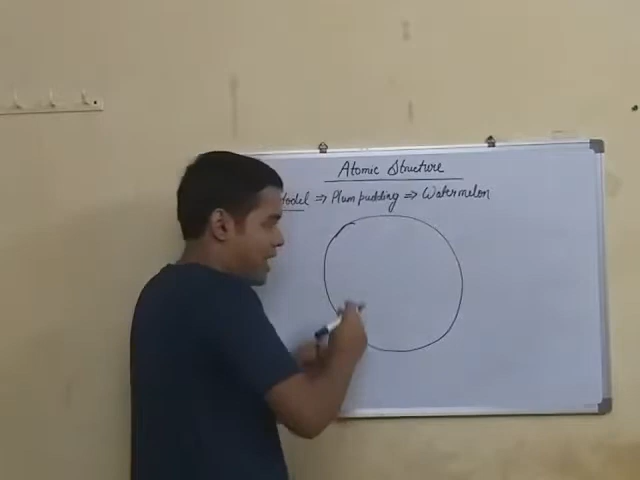 Atomic Structure
Model ⇒ Plum pudding ⇒ Watermelon